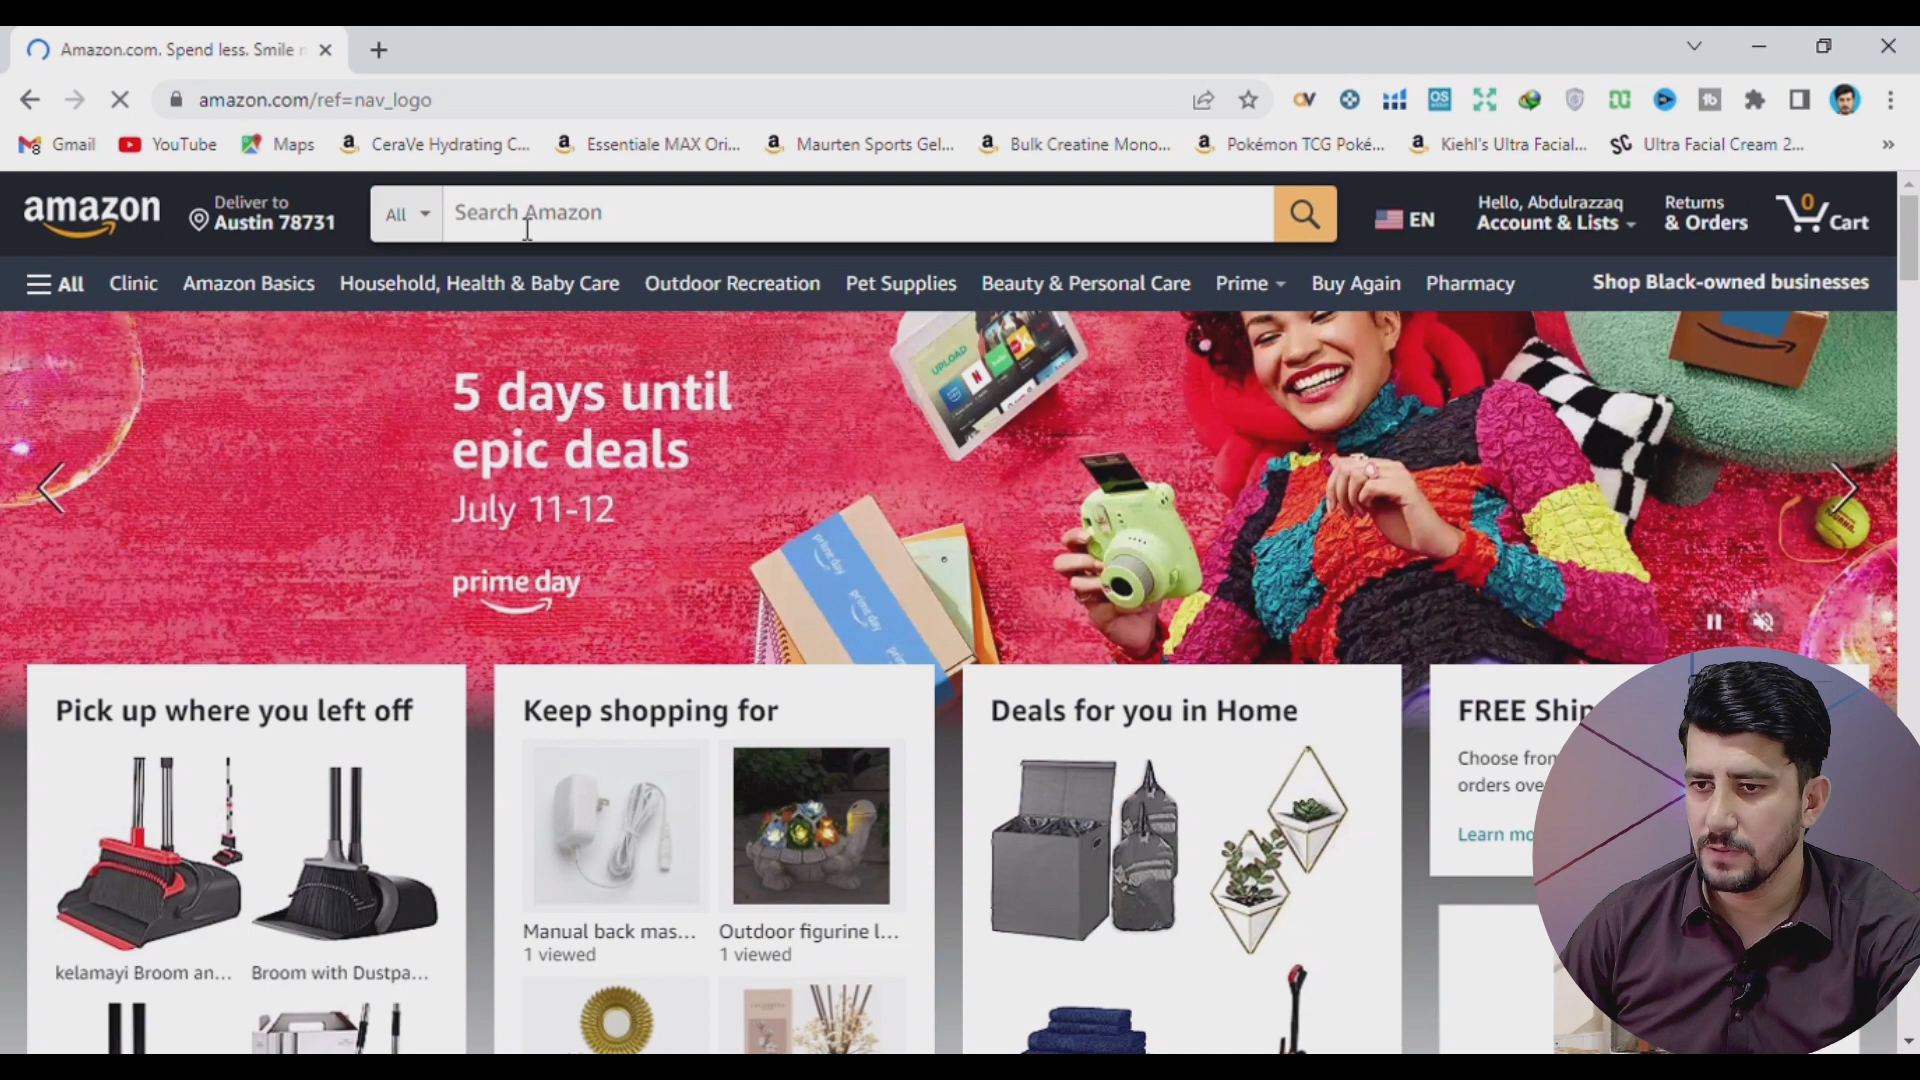 Amazon.com. Spend less. Smile
amazon.com/ref=nav_logo
Gmail
YouTube
Maps
CeraVe Hydrating C...
Essentiale MAX Ori...
Maurten Sports Gel...
Bulk Creatine Mono...
Pokémon TCG Poké...
Kiehl's Ultra Facial...
Ultra Facial Cream 2...
»
amazon
Deliver to
Austin 78731
All
Search Amazon
EN
Hello, Abdulrazzaq
Account & Lists
Returns
& Orders
0
Cart
All
Clinic
Amazon Basics
Household, Health & Baby Care
Outdoor Recreation
Pet Supplies
Beauty & Personal Care
Prime
Buy Again
Pharmacy
Shop Black-owned businesses
5 days until
epic deals
July 11-12
prime day
UPLOAD
prime day
prime day
Pick up where you left off
Keep shopping for
Deals for you in Home
FREE Ship
Choose from
orders ove
Learn mo
Manual back mas...
1 viewed
Outdoor figurine l...
1 viewed
kelamayi Broom an...
Broom with Dustpa...